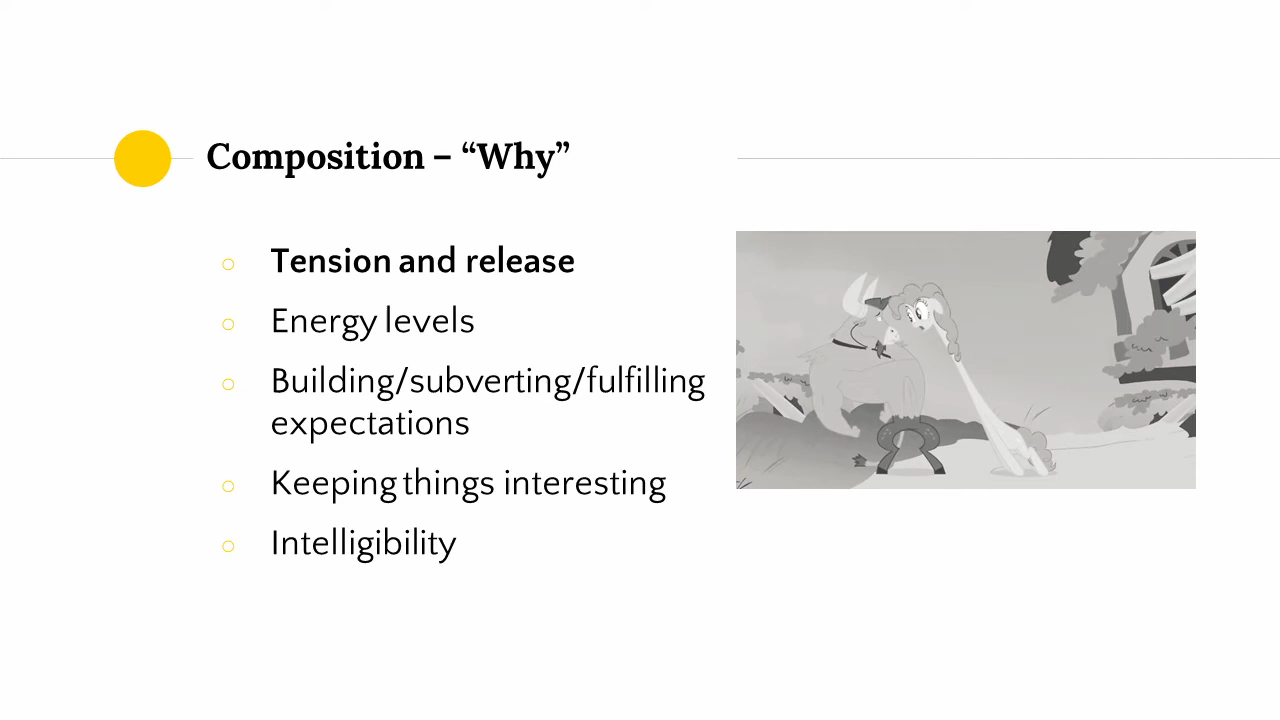 Composition – “Why”
Tension and release
Energy levels
Building/subverting/fulfilling
expectations
Keeping things interesting
Intelligibility